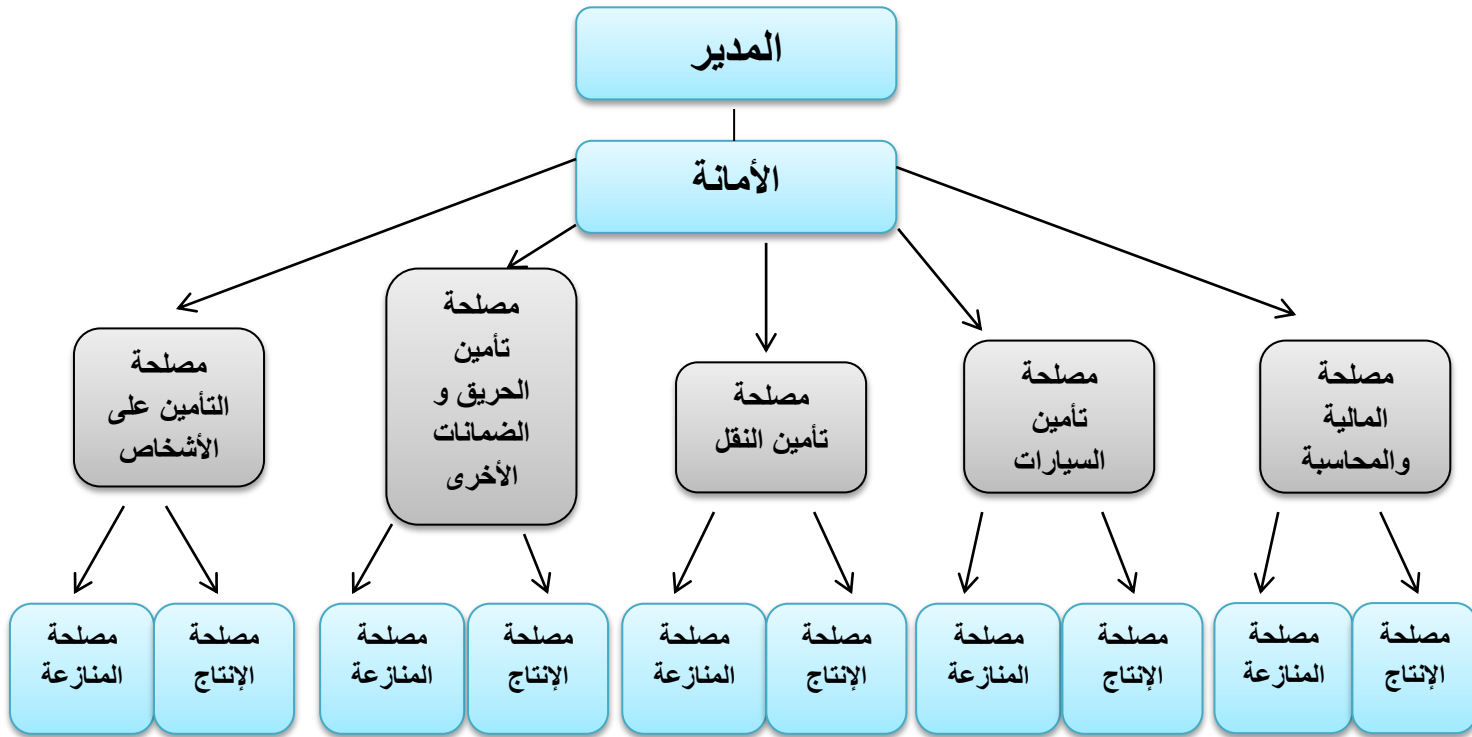 المدير
الأمانة
مصلحة
المالية
والمحاسبة
مصلحة
تأمين
السيارات
مصلحة
تأمين النقل
مصلحة
تأمين
الحريق و
الضمانات
الأخرى
مصلحة
التأمين على
الأشخاص
مصلحة
الإنتاج
مصلحة
المنازعة
مصلحة
الإنتاج
مصلحة
المنازعة
مصلحة
الإنتاج
مصلحة
المنازعة
مصلحة
الإنتاج
مصلحة
المنازعة
مصلحة
الإنتاج
مصلحة
المنازعة